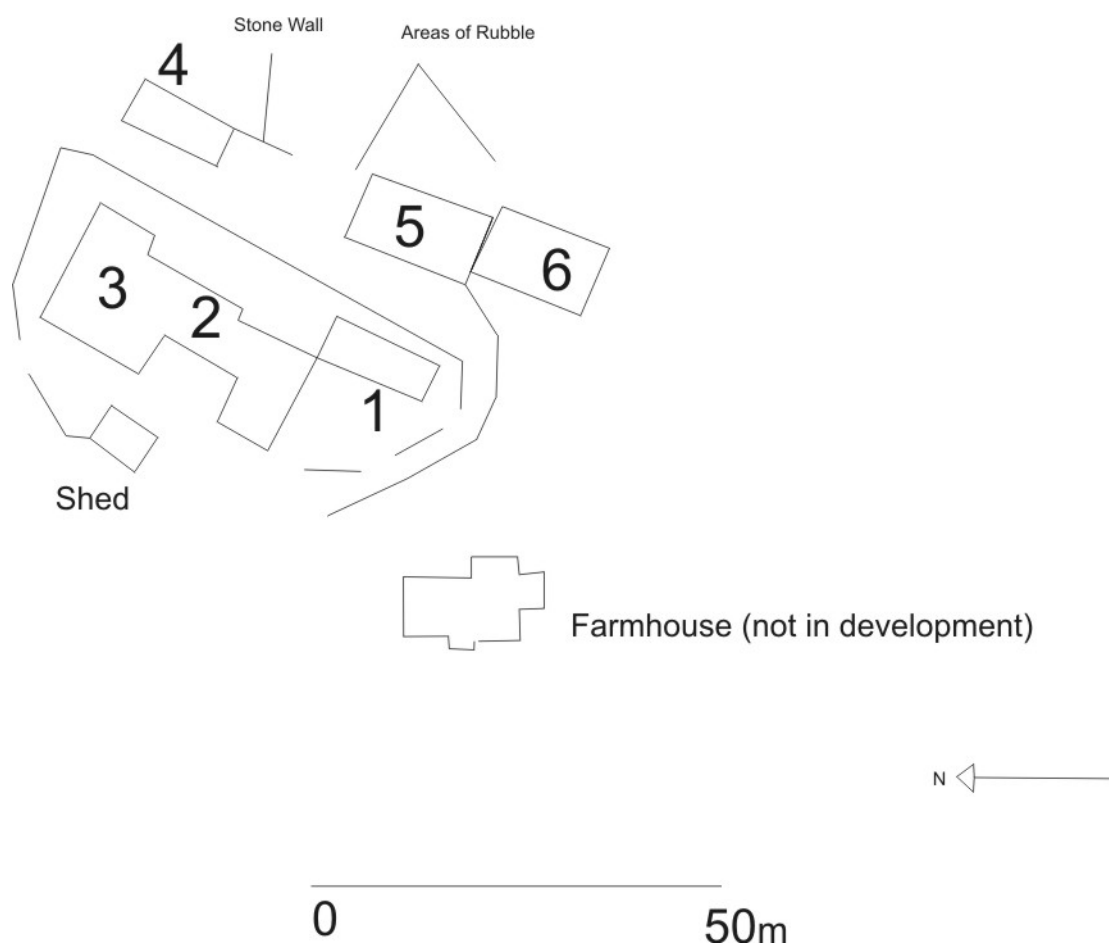 Stone Wall
Areas of Rubble
4
5
6
3
2
1
Shed
Farmhouse (not in development)
N
0
50m